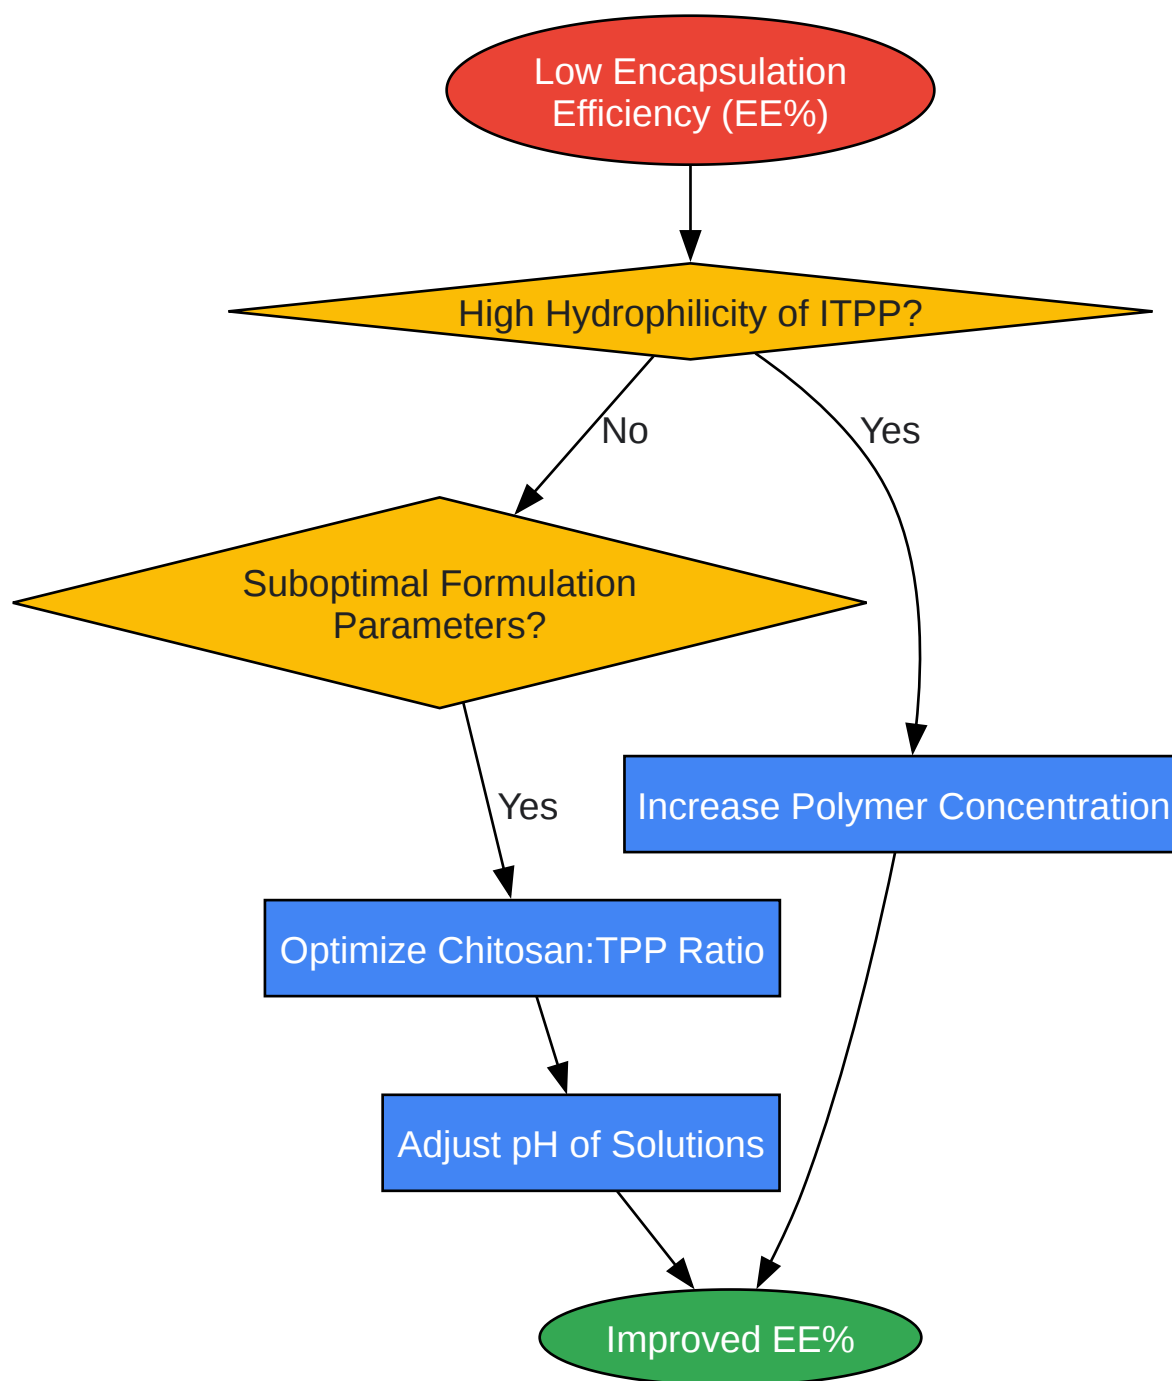 Low Encapsulation
Efficiency (EE%)
High Hydrophilicity of ITPP?
No
Yes
Suboptimal Formulation
Parameters?
Yes
Increase Polymer Concentration
Optimize Chitosan:TPP Ratio
Adjust pH of Solutions
Improved EE%